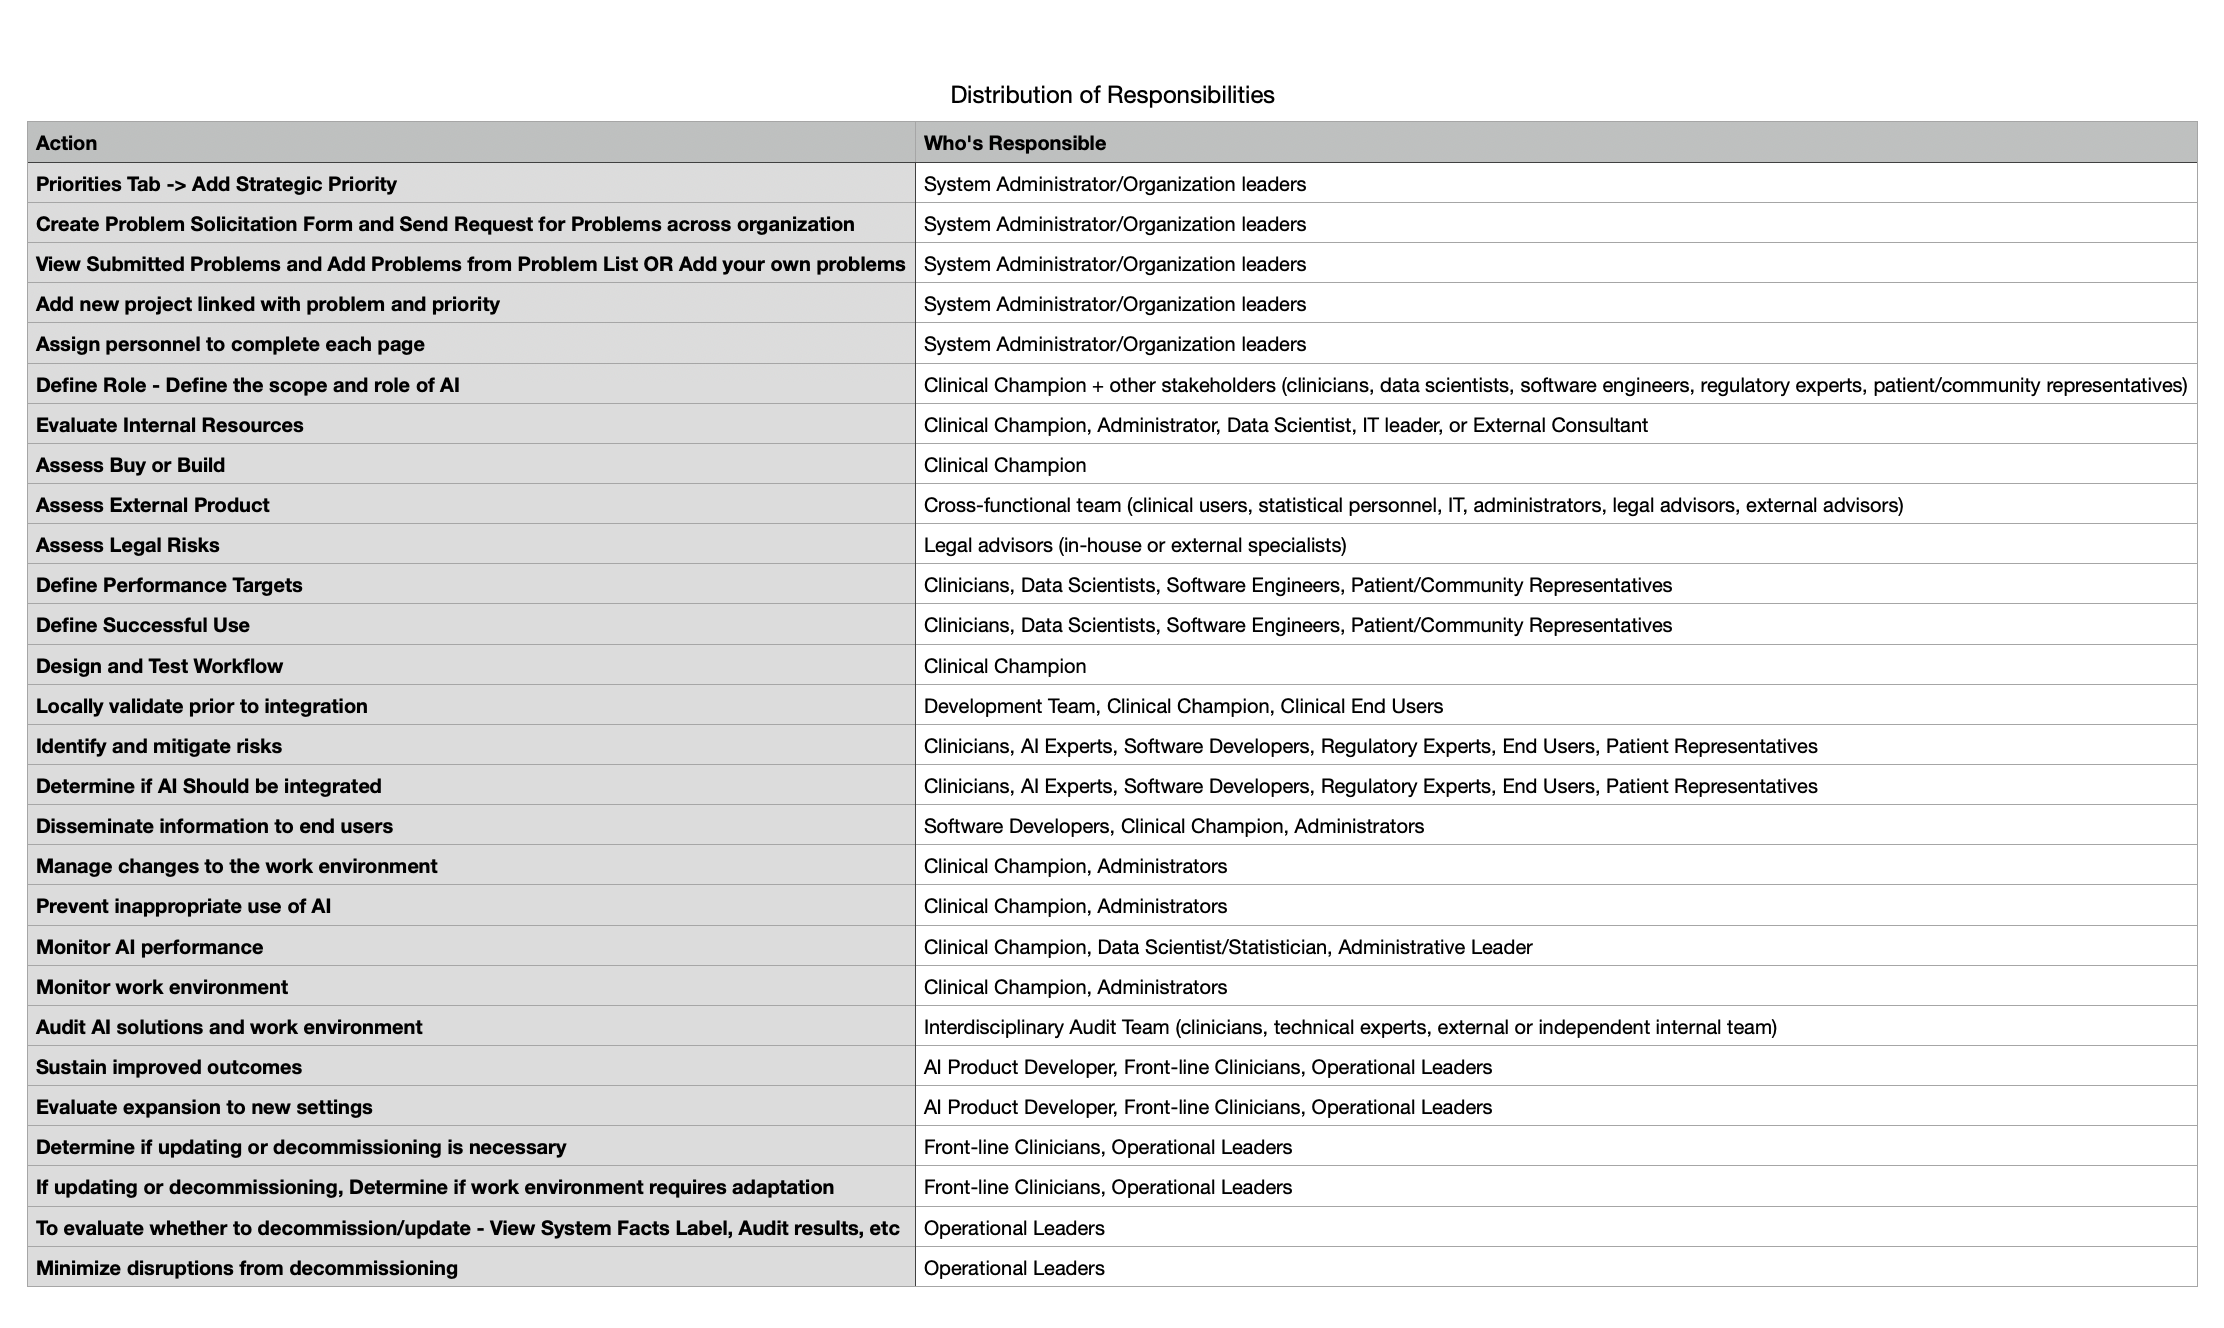 Distribution of Responsibilities
Action Who's Responsible
Priorities Tab -> Add Strategic Priority System Administrator/Organization leaders
Create Problem Solicitation Form and Send Request for Problems across organization System Administrator/Organization leaders
View Submitted Problems and Add Problems from Problem List OR Add your own problems System Administrator/Organization leaders
Add new project linked with problem and priority System Administrator/Organization leaders
Assign personnel to complete each page System Administrator/Organization leaders
Define Role - Define the scope and role of AI Clinical Champion + other stakeholders (clinicians, data scientists, software engineers, regulatory experts, patient/community representatives)
Evaluate Internal Resources Clinical Champion, Administrator, Data Scientist, IT leader, or External Consultant
Assess Buy or Build Clinical Champion
Assess External Product Cross-functional team (clinical users, statistical personnel, IT, administrators, legal advisors, external advisors)
Assess Legal Risks Legal advisors (in-house or external specialists)
Define Performance Targets Clinicians, Data Scientists, Software Engineers, Patient/Community Representatives
Define Successful Use Clinicians, Data Scientists, Software Engineers, Patient/Community Representatives
Design and Test Workflow Clinical Champion
Locally validate prior to integration Development Team, Clinical Champion, Clinical End Users
Identify and mitigate risks Clinicians, AI Experts, Software Developers, Regulatory Experts, End Users, Patient Representatives
Determine if AI Should be integrated Clinicians, AI Experts, Software Developers, Regulatory Experts, End Users, Patient Representatives
Disseminate information to end users Software Developers, Clinical Champion, Administrators
Manage changes to the work environment Clinical Champion, Administrators
Prevent inappropriate use of AI Clinical Champion, Administrators
Monitor AI performance Clinical Champion, Data Scientist/Statistician, Administrative Leader
Monitor work environment Clinical Champion, Administrators
Audit AI solutions and work environment Interdisciplinary Audit Team (clinicians, technical experts, external or independent internal team)
Sustain improved outcomes AI Product Developer, Front-line Clinicians, Operational Leaders
Evaluate expansion to new settings AI Product Developer, Front-line Clinicians, Operational Leaders
Determine if updating or decommissioning is necessary Front-line Clinicians, Operational Leaders
If updating or decommissioning, Determine if work environment requires adaptation Front-line Clinicians, Operational Leaders
To evaluate whether to decommission/update - View System Facts Label, Audit results, etc Operational Leaders
Minimize disruptions from decommissioning Operational Leaders